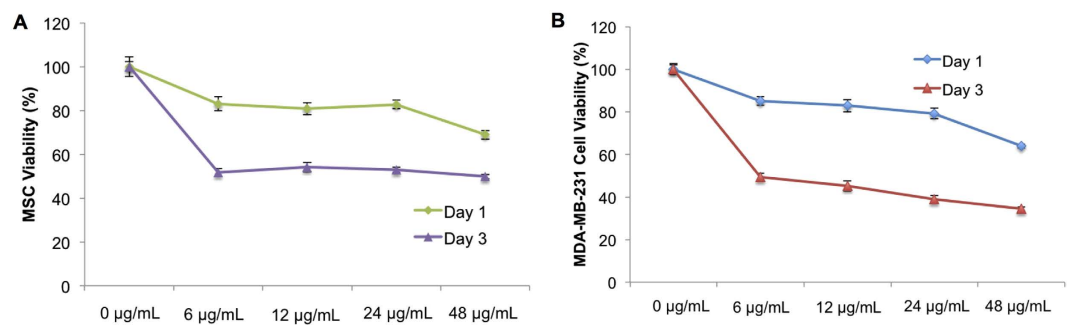 A
120
100
80
60
40
20
0
MSC Viability (%)
Day 1
Day 3
0 µg/mL 6 µg/mL 12 µg/mL 24 µg/mL 48 µg/mL
B
120
100
80
60
40
20
0
MDA-MB-231 Cell Viability (%)
Day 1
Day 3
0 µg/mL 6 µg/mL 12 µg/mL 24 µg/mL 48 µg/mL